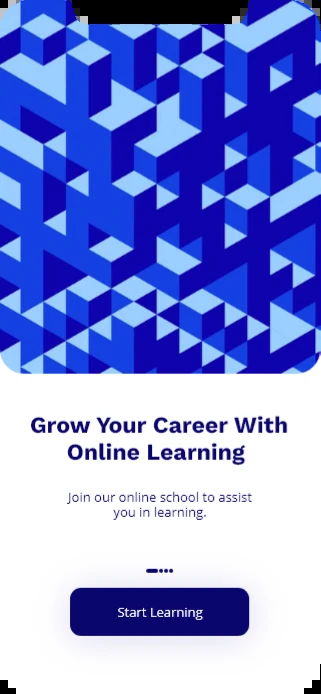 Grow Your Career With
Online Learning
Join our online school to assist
you in learning.
Start Learning